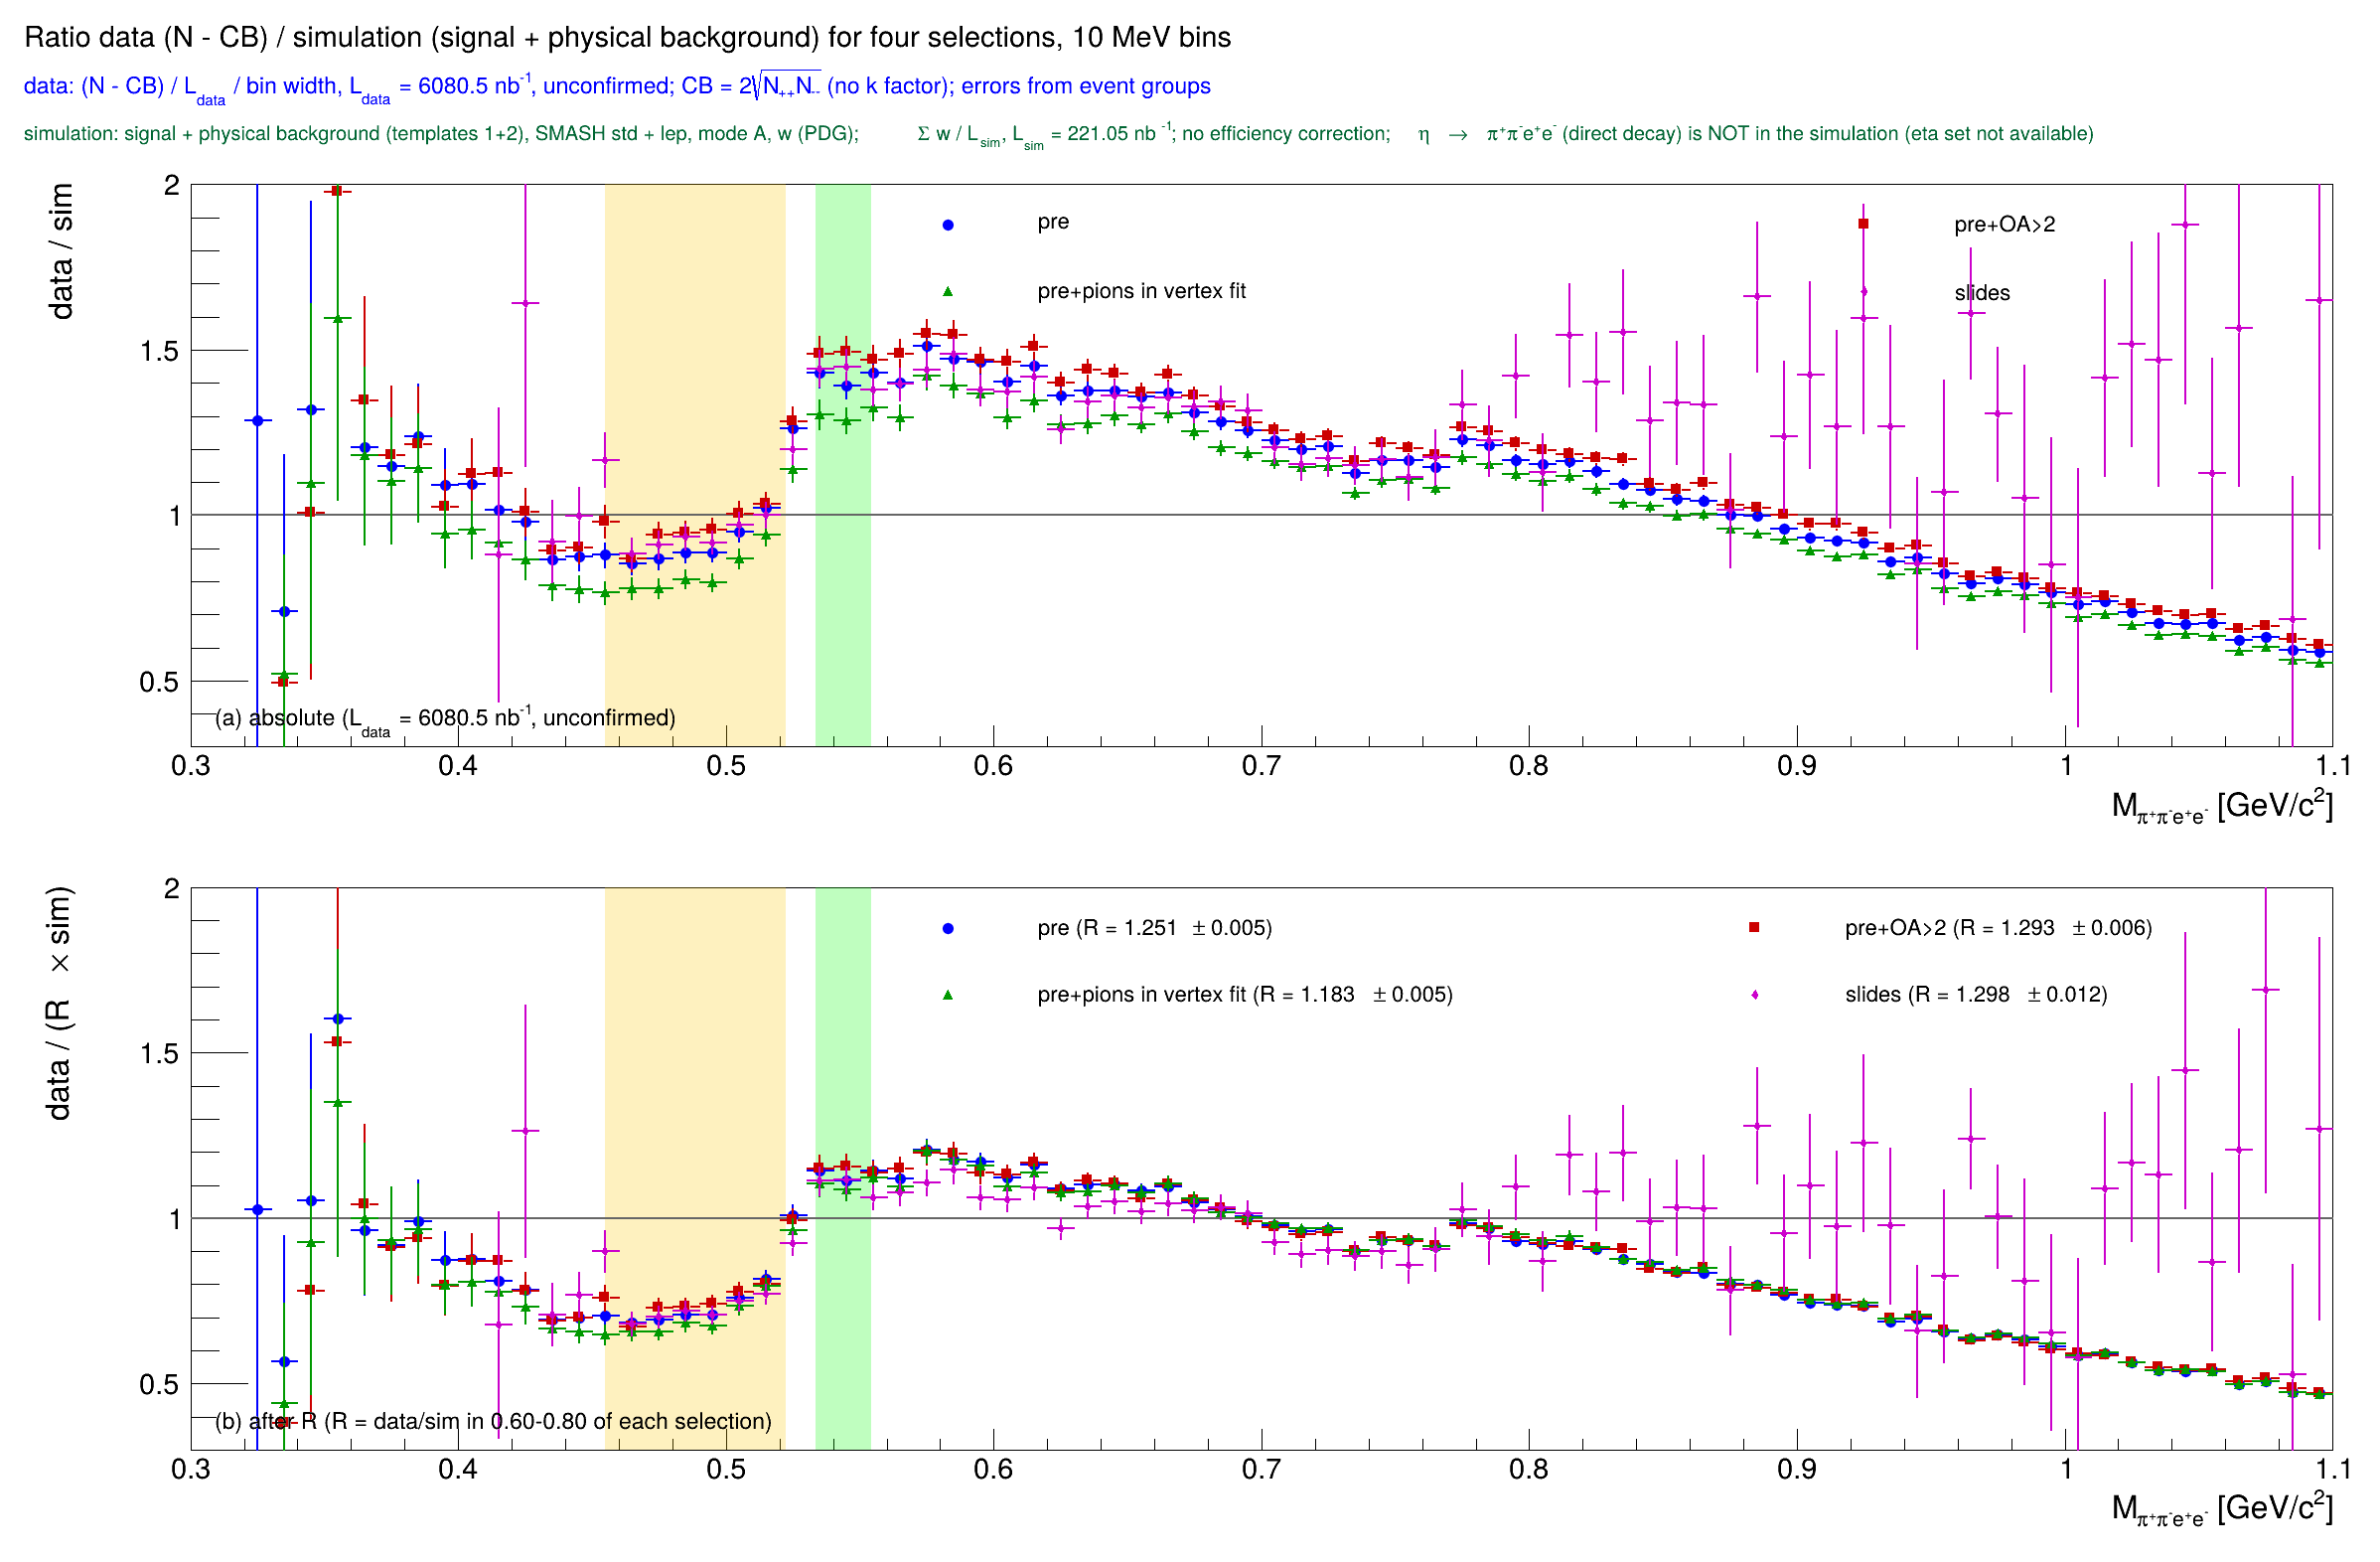 Ratio data (N - CB) / simulation (signal + physical background) for four selections, 10 MeV bins
data: (N - CB) / L_data / bin width, L_data = 6080.5 nb⁻¹, unconfirmed; CB = 2√N₊₊N₋₋ (no k factor); errors from event groups
simulation: signal + physical background (templates 1+2), SMASH std + lep, mode A, w (PDG); Σ w / L_sim, L_sim = 221.05 nb⁻¹; no efficiency correction; η → π⁺π⁻e⁺e⁻ (direct decay) is NOT in the simulation (eta set not available)
data / sim
2
1.5
1
0.5
pre
pre+OA>2
pre+pions in vertex fit
slides
(a) absolute (L_data = 6080.5 nb⁻¹, unconfirmed)
0.3 0.4 0.5 0.6 0.7 0.8 0.9 1 1.1
M_π⁺π⁻e⁺e⁻ [GeV/c²]
data / (R × sim)
2
1.5
1
0.5
pre (R = 1.251 ± 0.005)
pre+OA>2 (R = 1.293 ± 0.006)
pre+pions in vertex fit (R = 1.183 ± 0.005)
slides (R = 1.298 ± 0.012)
(b) after R (R = data/sim in 0.60-0.80 of each selection)
0.3 0.4 0.5 0.6 0.7 0.8 0.9 1 1.1
M_π⁺π⁻e⁺e⁻ [GeV/c²]